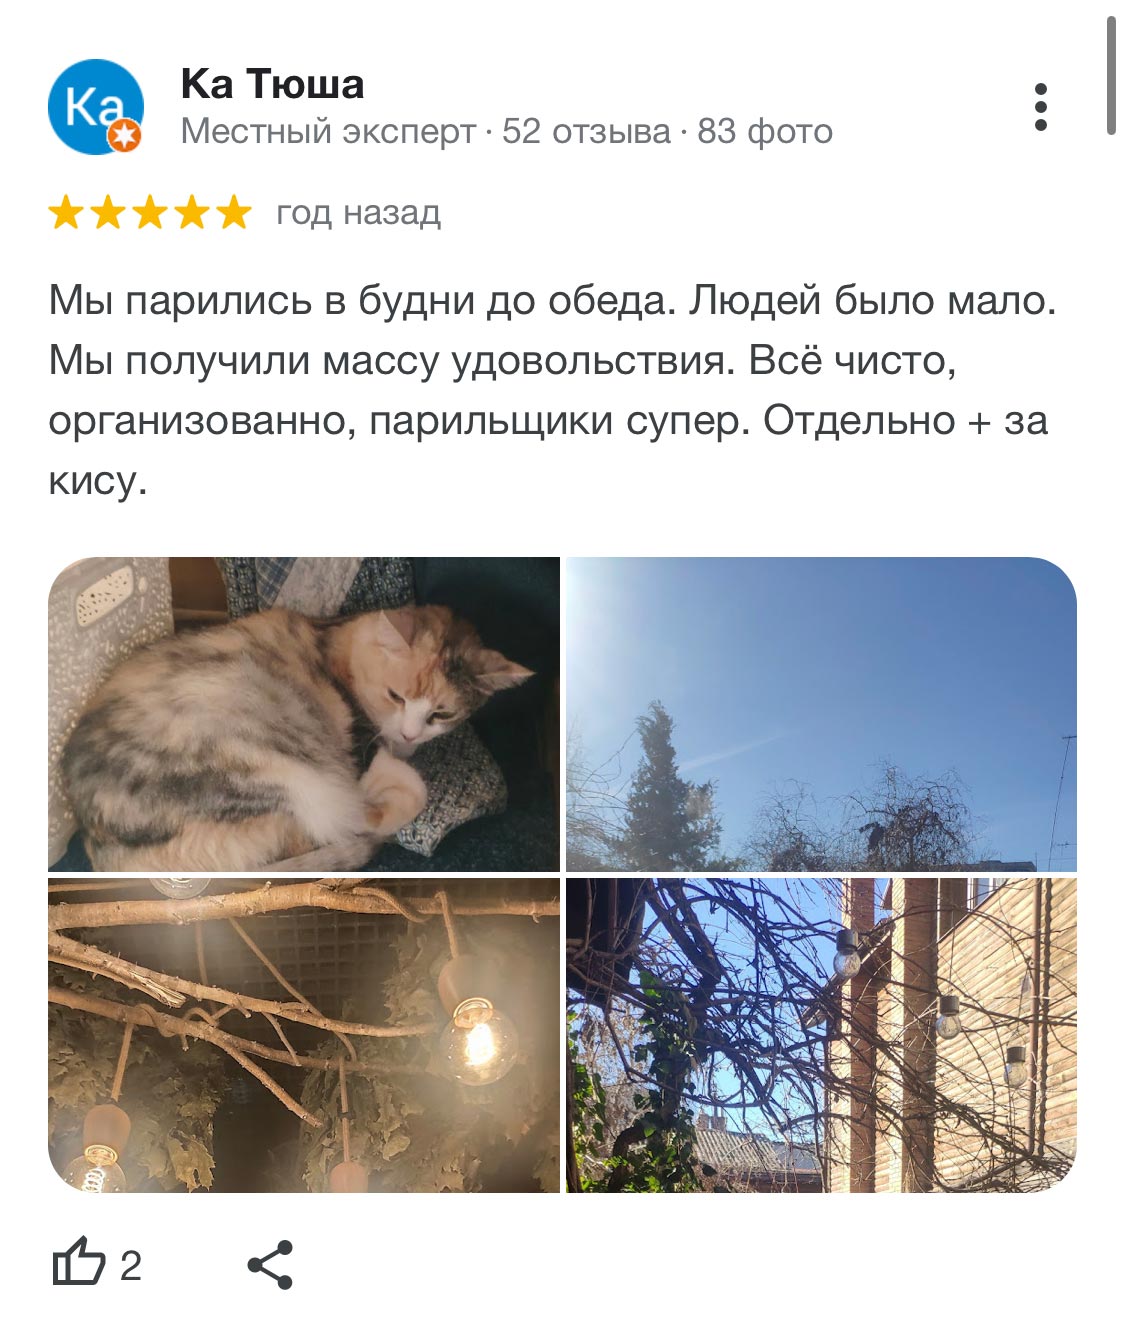 Ка
Ка Тюша
Местный эксперт · 52 отзыва · 83 фото
год назад
Мы парились в будни до обеда. Людей было мало.
Мы получили массу удовольствия. Всё чисто,
организованно, парильщики супер. Отдельно + за
кису.
2